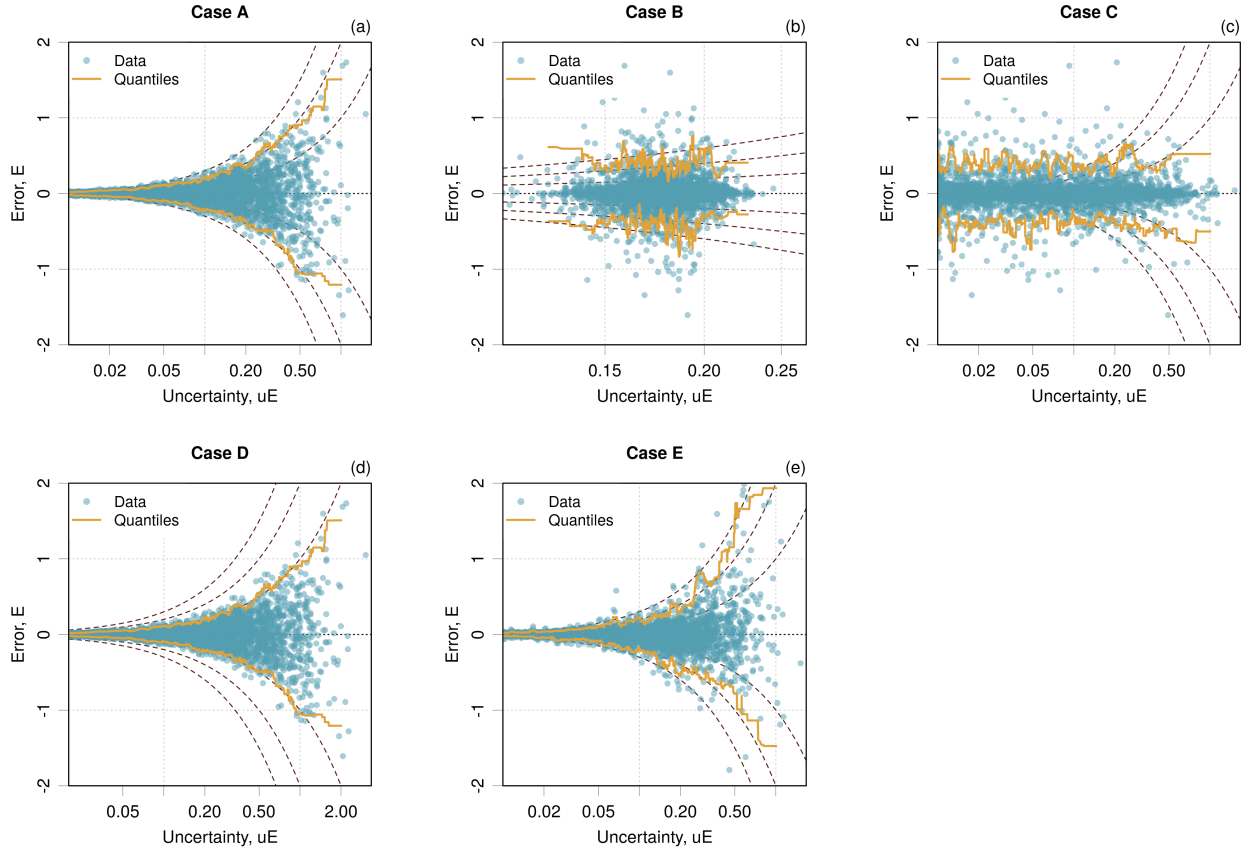 Case A
(a)
2
1
0
-1
-2
Error, E
Data
Quantiles
0.02 0.05 0.20 0.50
Uncertainty, uE
Case B
(b)
2
1
0
-1
-2
Error, E
Data
Quantiles
0.15 0.20 0.25
Uncertainty, uE
Case C
(c)
2
1
0
-1
-2
Error, E
Data
Quantiles
0.02 0.05 0.20 0.50
Uncertainty, uE
Case D
(d)
2
1
0
-1
-2
Error, E
Data
Quantiles
0.05 0.20 0.50 2.00
Uncertainty, uE
Case E
(e)
2
1
0
-1
-2
Error, E
Data
Quantiles
0.02 0.05 0.20 0.50
Uncertainty, uE